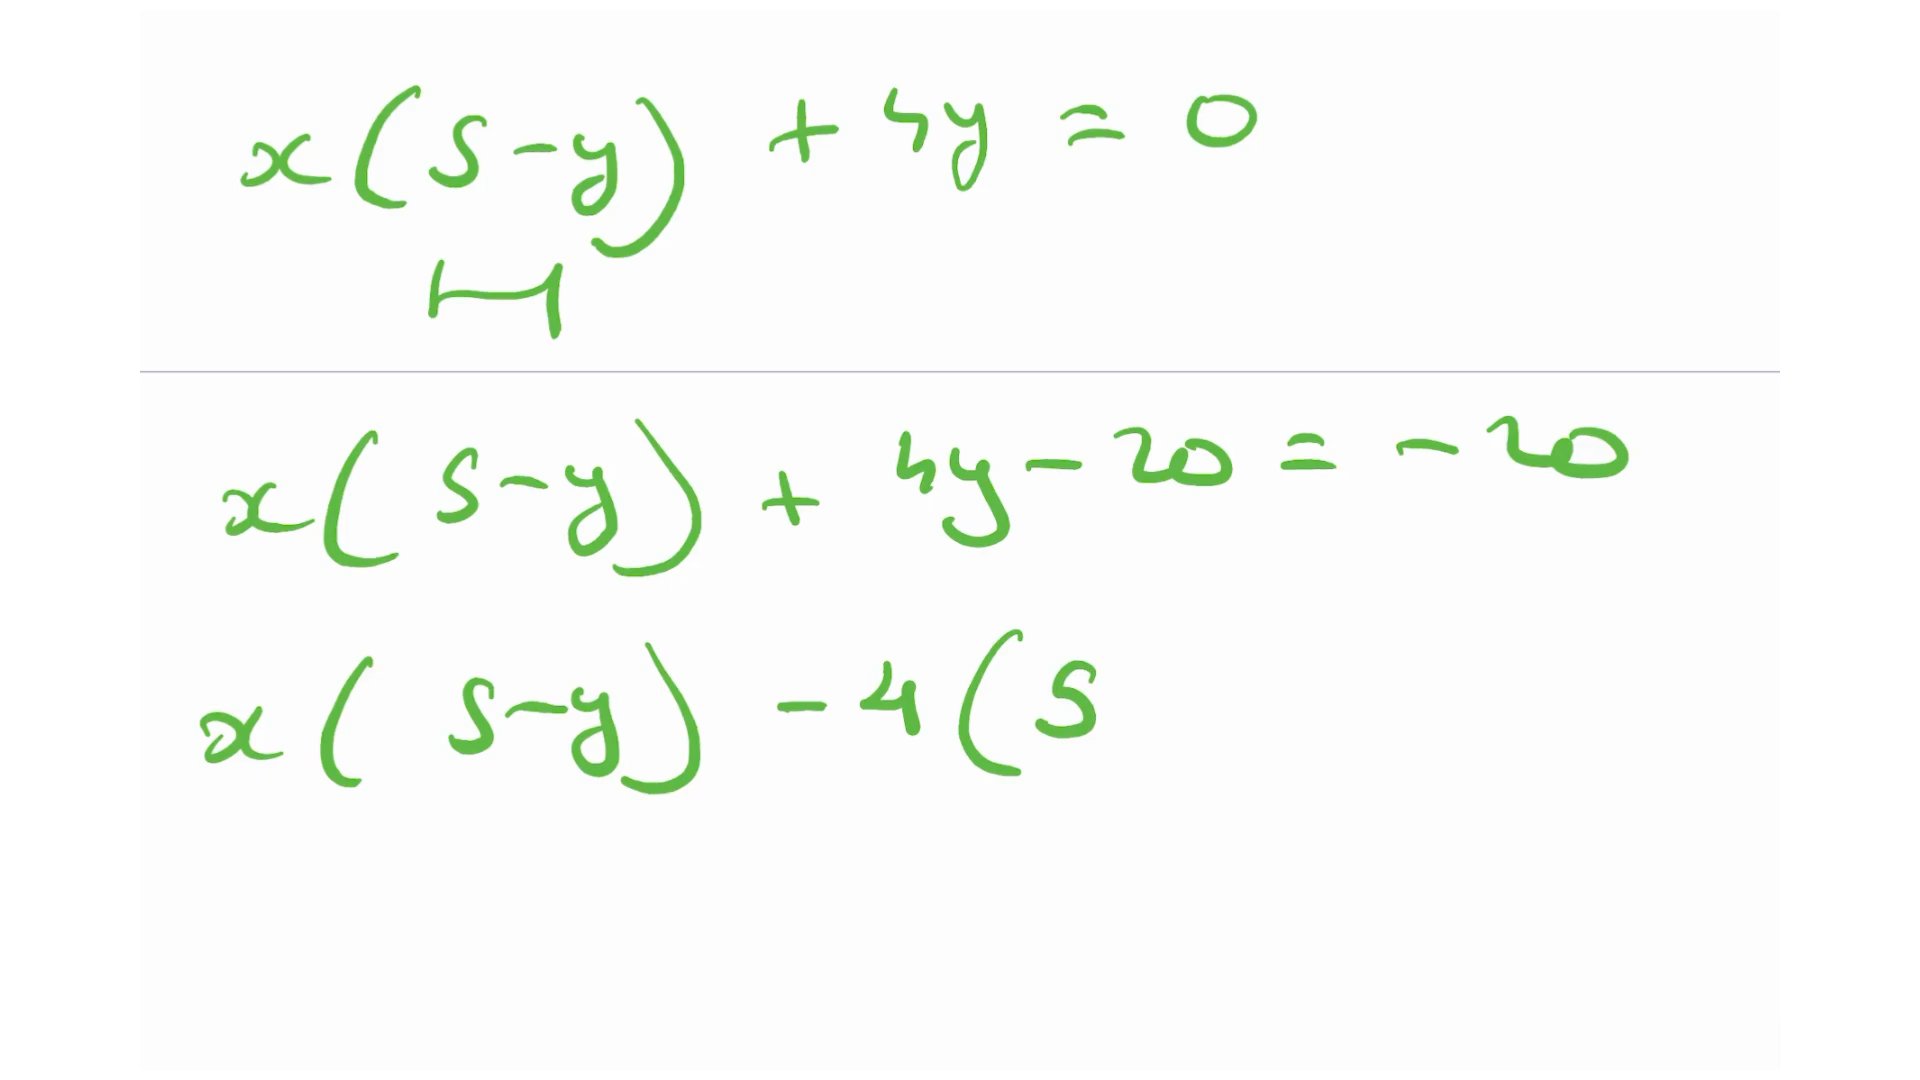 x(5-y) + 4y = 0
x(5-y) + 4y - 20 = -20
x(5-y) - 4(5